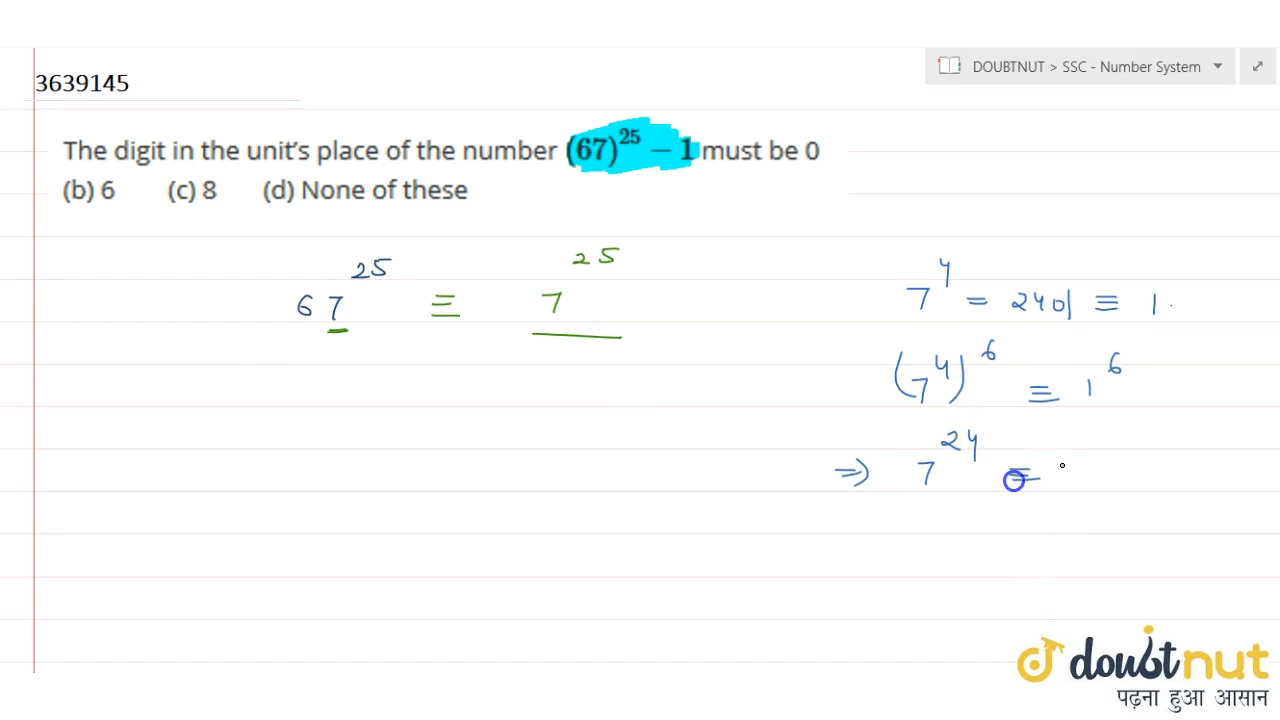 3639145
DOUBTNUT > SSC - Number System
The digit in the unit's place of the number (67)^25 − 1 must be 0
(b) 6 (c) 8 (d) None of these
67^25 ≡ 7^25
7^4 = 2401 ≡ 1.
(7^4)^6 ≡ 1^6
⇒ 7^24 ≡
doubtnut
पढ़ना हुआ आसान